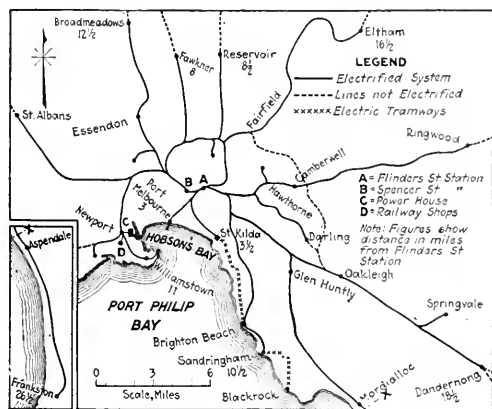 Broadmeadows
12½
Fawkner
8
Reservoir
8½
Eltham
16½
LEGEND
Electrified System
Lines not Electrified
Electric Tramways
St. Albans
Essendon
Fairfield
Ringwood
Camberwell
A = Flinders St Station
B = Spencer St "
C = Power House
D = Railway Shops
Note: Figures show
distance in miles
from Flinders St
Station
B
A
Port
Melbourne
3
Hawthorne
Newport
C
D
HOBSONS BAY
St Kilda
3½
Darling
Oakleigh
Glen Huntly
Williamstown
11
Aspendale
X
Springvale
PORT PHILIP
BAY
Brighton Beach
Sandringham
10½
Mordialloc
X
Dandernong
18½
Frankston
26½
0 3 6
Scale, Miles
Blackrock